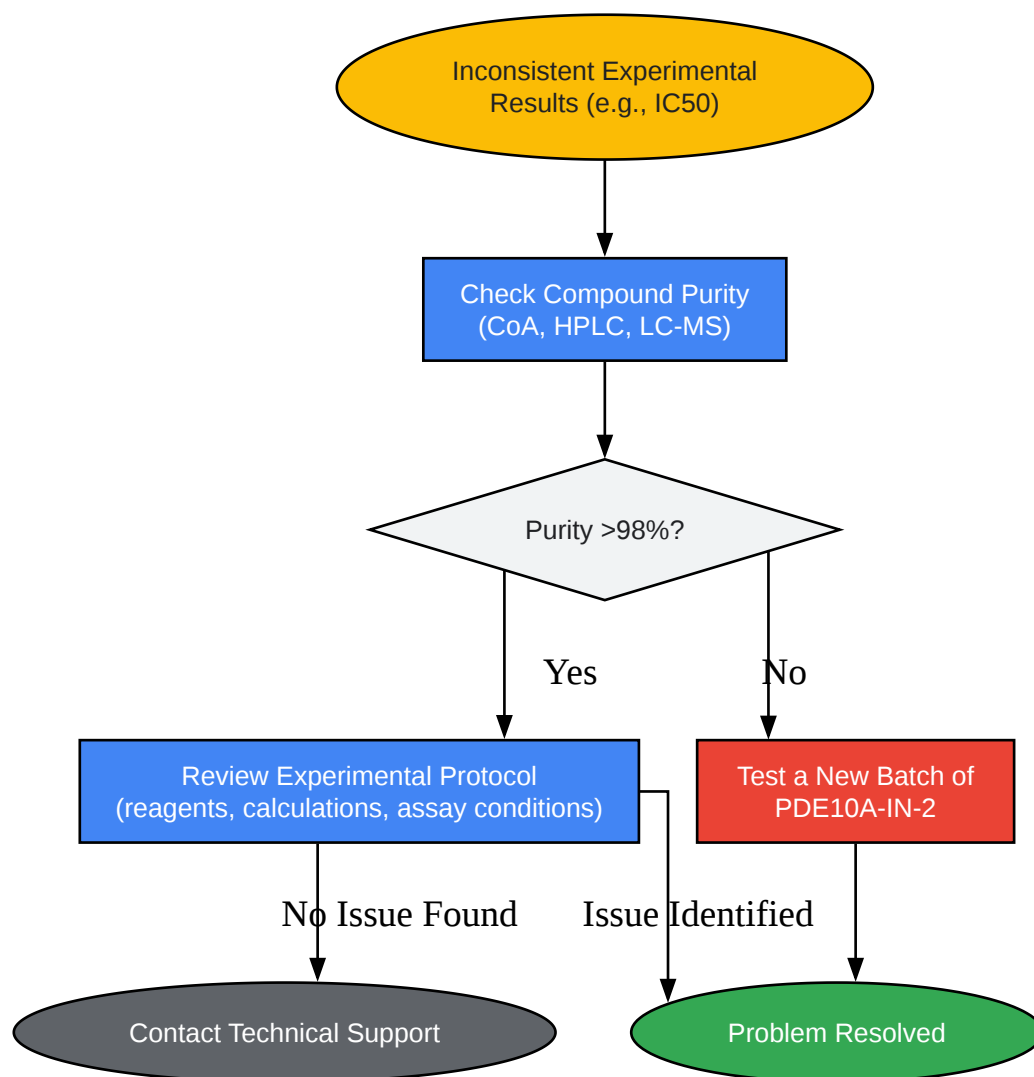 Inconsistent Experimental
Results (e.g., IC50)
Check Compound Purity
(CoA, HPLC, LC-MS)
Purity >98%?
Yes
No
Review Experimental Protocol
(reagents, calculations, assay conditions)
Test a New Batch of
PDE10A-IN-2
No Issue Found
Issue Identified
Contact Technical Support
Problem Resolved